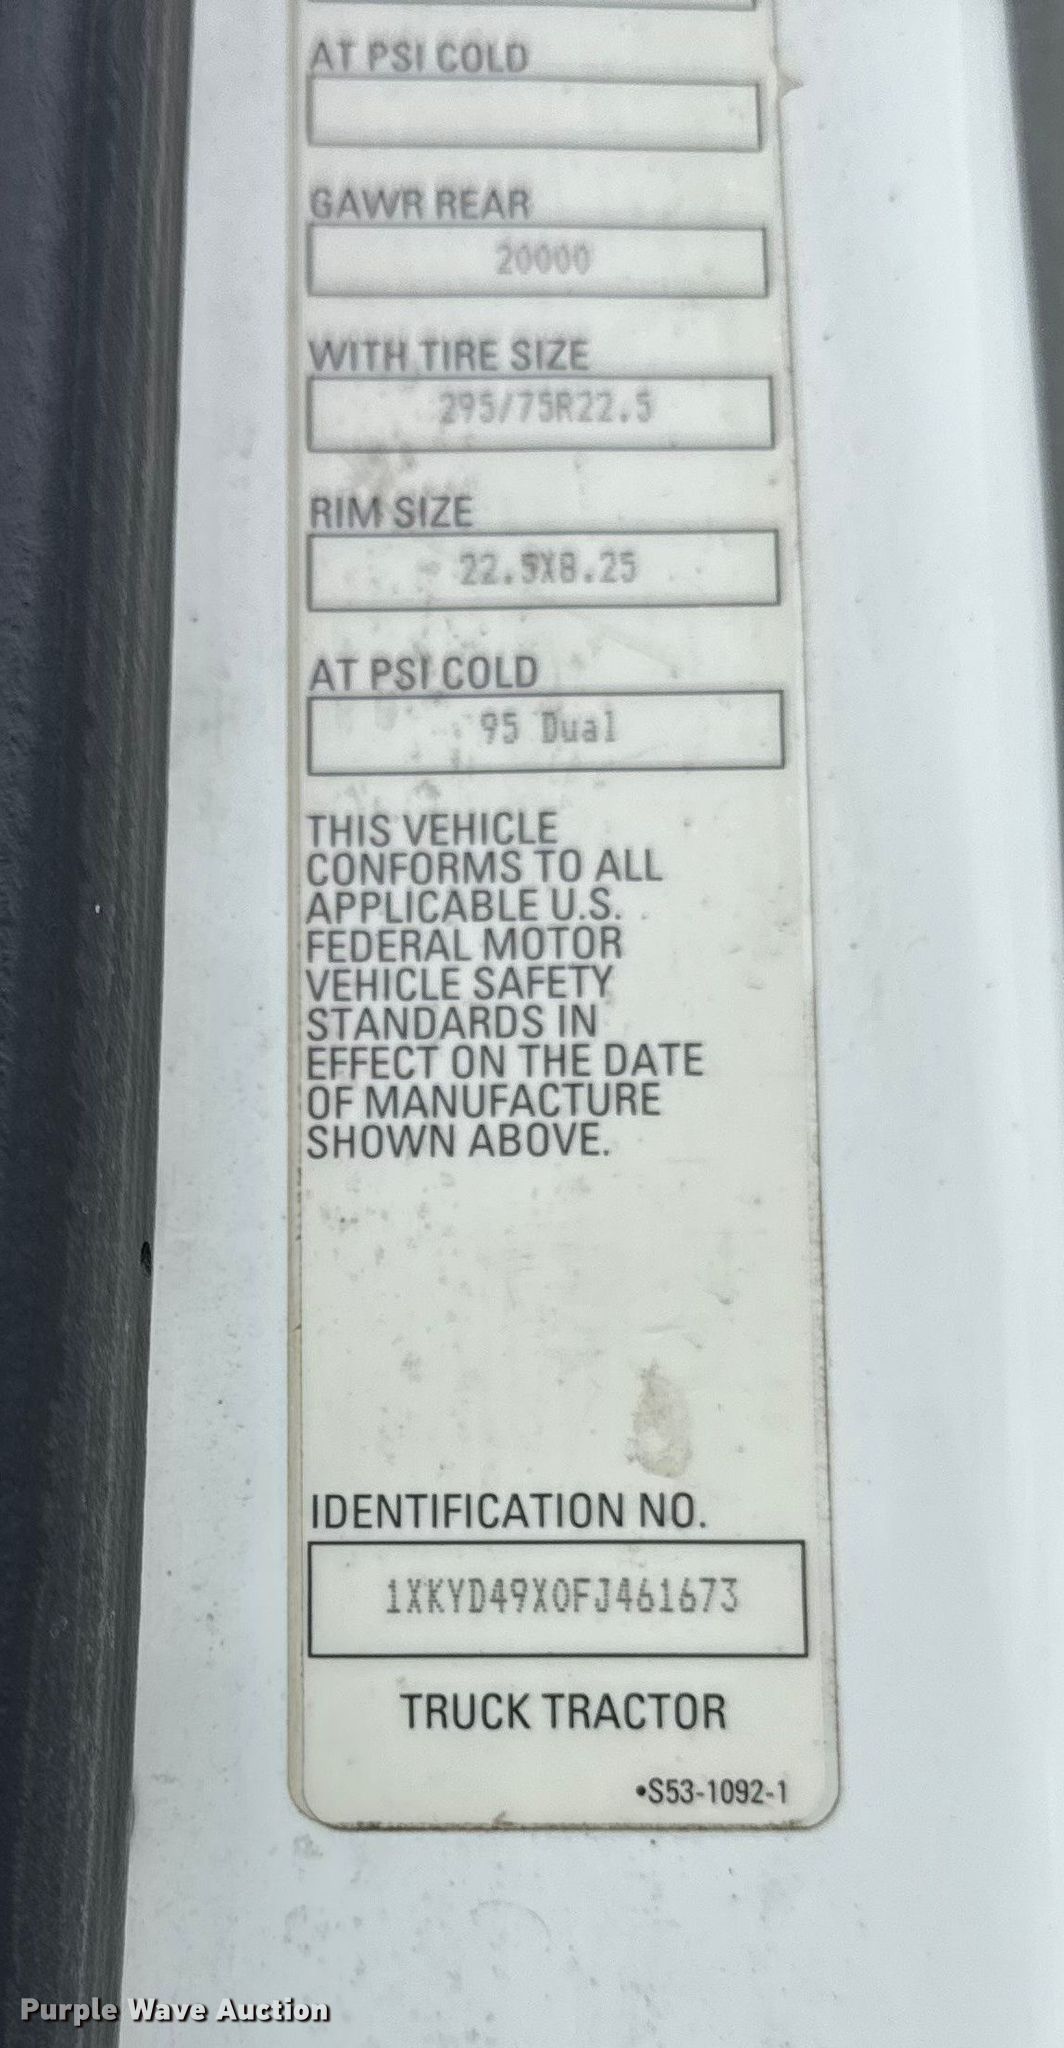 AT PSI COLD
GAWR REAR
20000
WITH TIRE SIZE
295/75R22.5
RIM SIZE
22.5X8.25
AT PSI COLD
95 Dual
THIS VEHICLE
CONFORMS TO ALL
APPLICABLE U.S.
FEDERAL MOTOR
VEHICLE SAFETY
STANDARDS IN
EFFECT ON THE DATE
OF MANUFACTURE
SHOWN ABOVE.
IDENTIFICATION NO.
1XKYD49X0FJ461673
TRUCK TRACTOR
•S53-1092-1
Purple Wave Auction